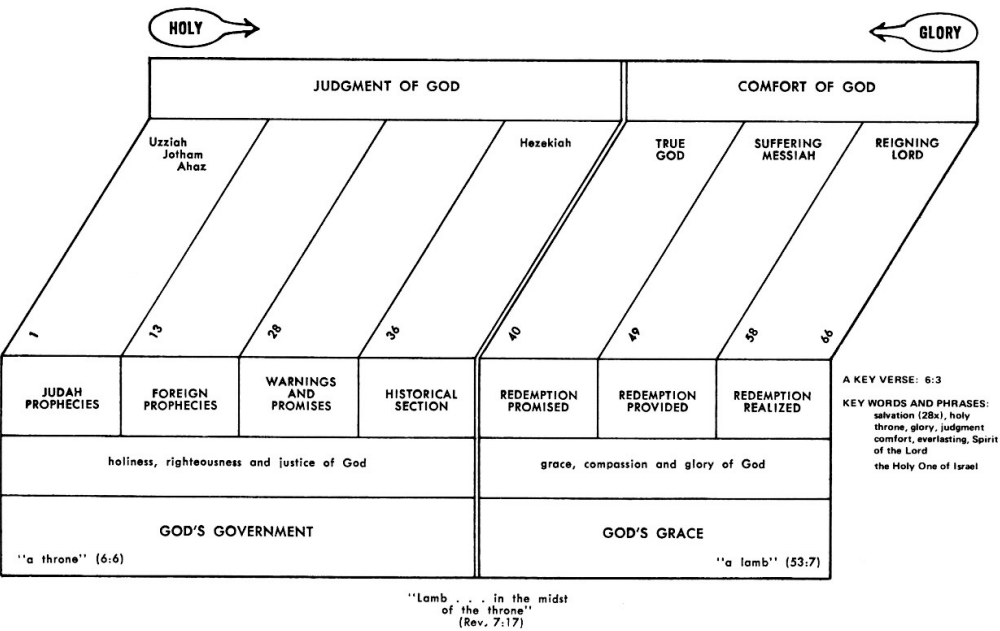 HOLY
GLORY
JUDGMENT OF GOD
COMFORT OF GOD
Uzziah
Jotham
Ahaz
Hezekiah
TRUE
GOD
SUFFERING
MESSIAH
REIGNING
LORD
1
13
28
36
40
49
58
66
JUDAH
PROPHECIES
FOREIGN
PROPHECIES
WARNINGS
AND
PROMISES
HISTORICAL
SECTION
REDEMPTION
PROMISED
REDEMPTION
PROVIDED
REDEMPTION
REALIZED
A KEY VERSE: 6:3
KEY WORDS AND PHRASES:
salvation (28x), holy
throne, glory, judgment
comfort, everlasting, Spirit
of the Lord
the Holy One of Israel
holiness, righteousness and justice of God
grace, compassion and glory of God
GOD'S GOVERNMENT
GOD'S GRACE
"a throne" (6:6)
"a lamb" (53:7)
"Lamb . . . in the midst
of the throne"
(Rev. 7:17)